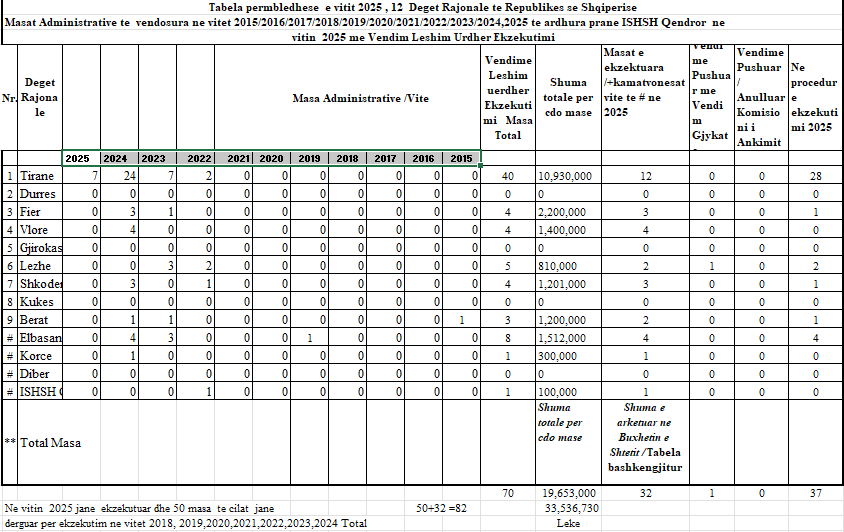 Tabela permbledhese e vitit 2025 , 12 Deget Rajonale te Republikes se Shqiperise
Masat Administrative te vendosura ne vitet 2015/2016/2017/2018/2019/2020/2021/2022/2023/2024,2025 te ardhura prane ISHSH Qendror ne
vitin 2025 me Vendim Leshim Urdher Ekzekutimi
Nr. Deget Rajonale Masa Administrative /Vite Vendime Leshim uerdher Ekzekutimi Masa Total Shuma totale per cdo mase Masat e ekzektuara /+kamatvonesat vite te # ne 2025 me Pushuar me Vendim Gjykat Vendime Pushuar / Anulluar Komisioni i Ankimit Ne procedure ekzekutimi 2025
2025 2024 2023 2022 2021 2020 2019 2018 2017 2016 2015
1 Tirane 7 24 7 2 0 0 0 0 0 0 0 40 10,930,000 12 0 0 28
2 Durres 0 0 0 0 0 0 0 0 0 0 0 0 0 0 0 0 0
3 Fier 0 3 1 0 0 0 0 0 0 0 0 4 2,200,000 3 0 0 1
4 Vlore 0 4 0 0 0 0 0 0 0 0 0 4 1,400,000 4 0 0 0
5 Gjirokas 0 0 0 0 0 0 0 0 0 0 0 0 0 0 0 0 0
6 Lezhe 0 0 3 2 0 0 0 0 0 0 0 5 810,000 2 1 0 2
7 Shkoder 0 3 0 1 0 0 0 0 0 0 0 4 1,201,000 3 0 0 1
8 Kukes 0 0 0 0 0 0 0 0 0 0 0 0 0 0 0 0 0
9 Berat 0 1 1 0 0 0 0 0 0 0 1 3 1,200,000 2 0 0 1
# Elbasan 0 4 3 0 0 0 1 0 0 0 0 8 1,512,000 4 0 0 4
# Korce 0 1 0 0 0 0 0 0 0 0 0 1 300,000 1 0 0 0
# Diber 0 0 0 0 0 0 0 0 0 0 0 0 0 0 0 0 0
# ISHSH 0 0 0 1 0 0 0 0 0 0 0 1 100,000 1 0 0 0
** Total Masa Shuma totale per cdo mase Shuma e arketuar ne Buxhetin e Shtetit /Tabela bashkengjitur
70 19,653,000 32 1 0 37
Ne vitin 2025 jane ekzekutuar dhe 50 masa te cilat jane 50+32 =82 33,536,730
derguar per ekzekutim ne vitet 2018, 2019,2020,2021,2022,2023,2024 Total Leke